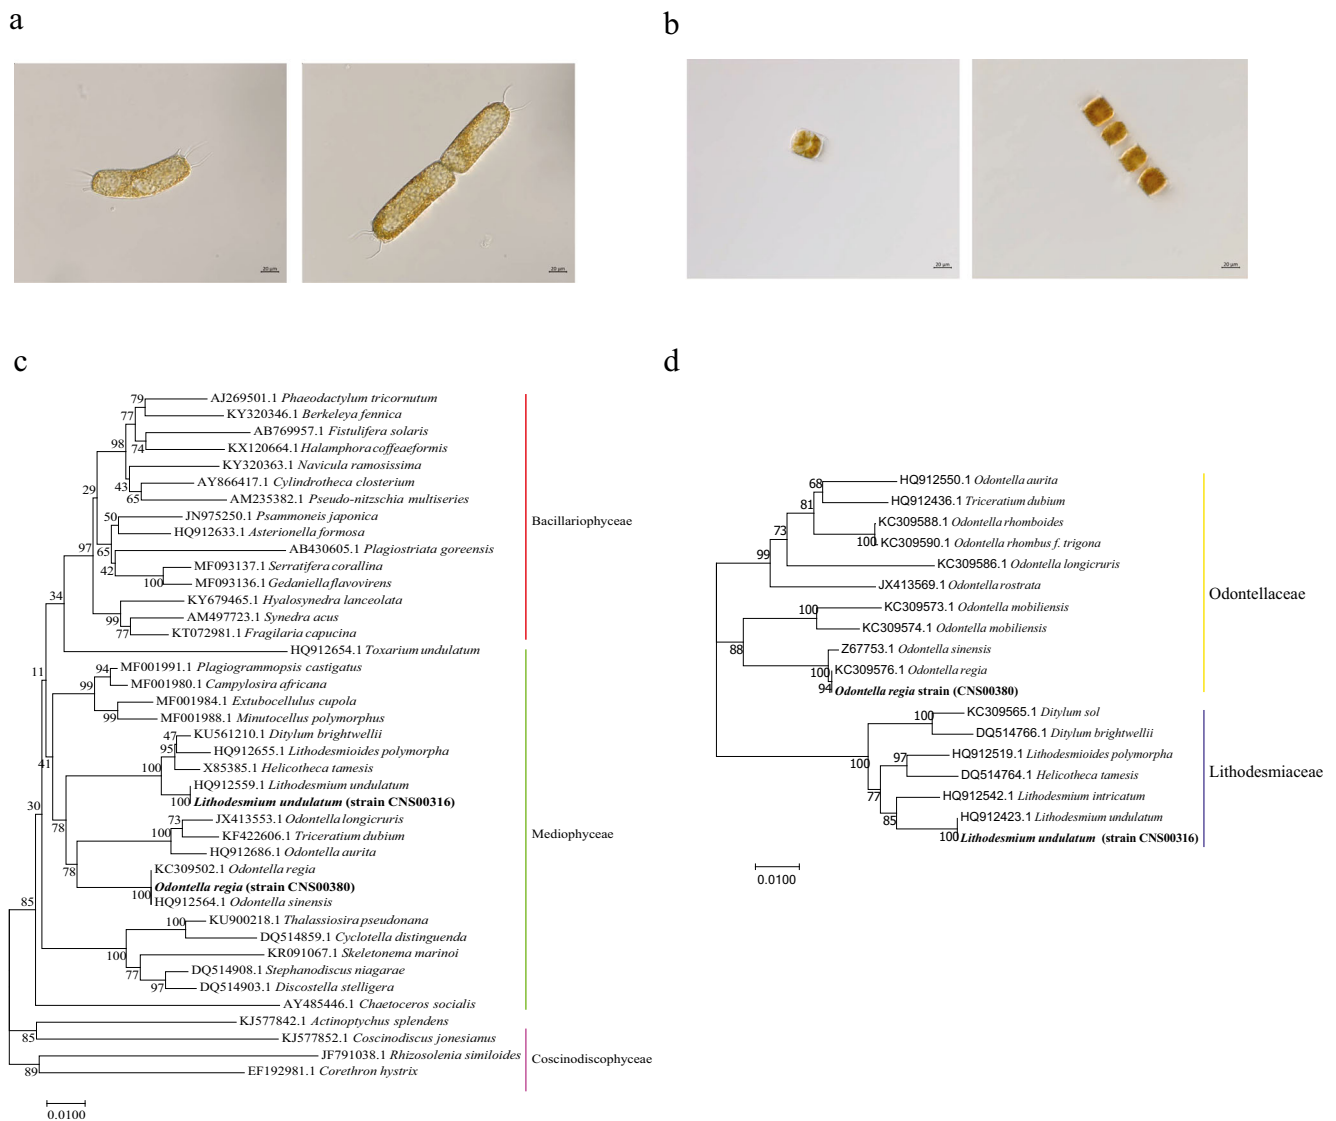 a
b
20 μm
20 μm
20 μm
20 μm
c
79
AJ269501.1 Phaeodactylum tricornutum
77
KY320346.1 Berkeleya fennica
AB769957.1 Fistulifera solaris
98
74
KX120664.1 Halamphora coffeaeformis
KY320363.1 Navicula ramosissima
43
AY866417.1 Cylindrotheca closterium
29
65
AM235382.1 Pseudo-nitzschia multiseries
50
JN975250.1 Psammoneis japonica
HQ912633.1 Asterionella formosa
Bacillariophyceae
97
65
AB430605.1 Plagiostriata goreensis
42
MF093137.1 Serratifera corallina
100
MF093136.1 Gedaniella flavovirens
34
KY679465.1 Hyalosynedra lanceolata
99
AM497723.1 Synedra acus
77
KT072981.1 Fragilaria capucina
HQ912654.1 Toxarium undulatum
11
94
MF001991.1 Plagiogrammopsis castigatus
99
MF001980.1 Campylosira africana
MF001984.1 Extubocellulus cupola
99
MF001988.1 Minutocellus polymorphus
47
KU561210.1 Ditylum brightwellii
95
HQ912655.1 Lithodesmioides polymorpha
41
100
X85385.1 Helicotheca tamesis
HQ912559.1 Lithodesmium undulatum
100
Lithodesmium undulatum (strain CNS00316)
30
73
JX413553.1 Odontella longicruris
78
100
KF422606.1 Triceratium dubium
Mediophyceae
HQ912686.1 Odontella aurita
78
KC309502.1 Odontella regia
Odontella regia (strain CNS00380)
100
HQ912564.1 Odontella sinensis
85
100
KU900218.1 Thalassiosira pseudonana
DQ514859.1 Cyclotella distinguenda
100
KR091067.1 Skeletonema marinoi
77
DQ514908.1 Stephanodiscus niagarae
97
DQ514903.1 Discostella stelligera
AY485446.1 Chaetoceros socialis
KJ577842.1 Actinoptychus splendens
85
KJ577852.1 Coscinodiscus jonesianus
JF791038.1 Rhizosolenia similoides
Coscinodiscophyceae
89
EF192981.1 Corethron hystrix
0.0100
d
68
HQ912550.1 Odontella aurita
81
HQ912436.1 Triceratium dubium
73
KC309588.1 Odontella rhomboides
100
KC309590.1 Odontella rhombus f. trigona
99
KC309586.1 Odontella longicruris
JX413569.1 Odontella rostrata
Odontellaceae
100
KC309573.1 Odontella mobiliensis
KC309574.1 Odontella mobiliensis
88
Z67753.1 Odontella sinensis
100
KC309576.1 Odontella regia
94
Odontella regia strain (CNS00380)
100
KC309565.1 Ditylum sol
DQ514766.1 Ditylum brightwellii
100
97
HQ912519.1 Lithodesmioides polymorpha
DQ514764.1 Helicotheca tamesis
Lithodesmiaceae
77
HQ912542.1 Lithodesmium intricatum
85
HQ912423.1 Lithodesmium undulatum
100
Lithodesmium undulatum (strain CNS00316)
0.0100